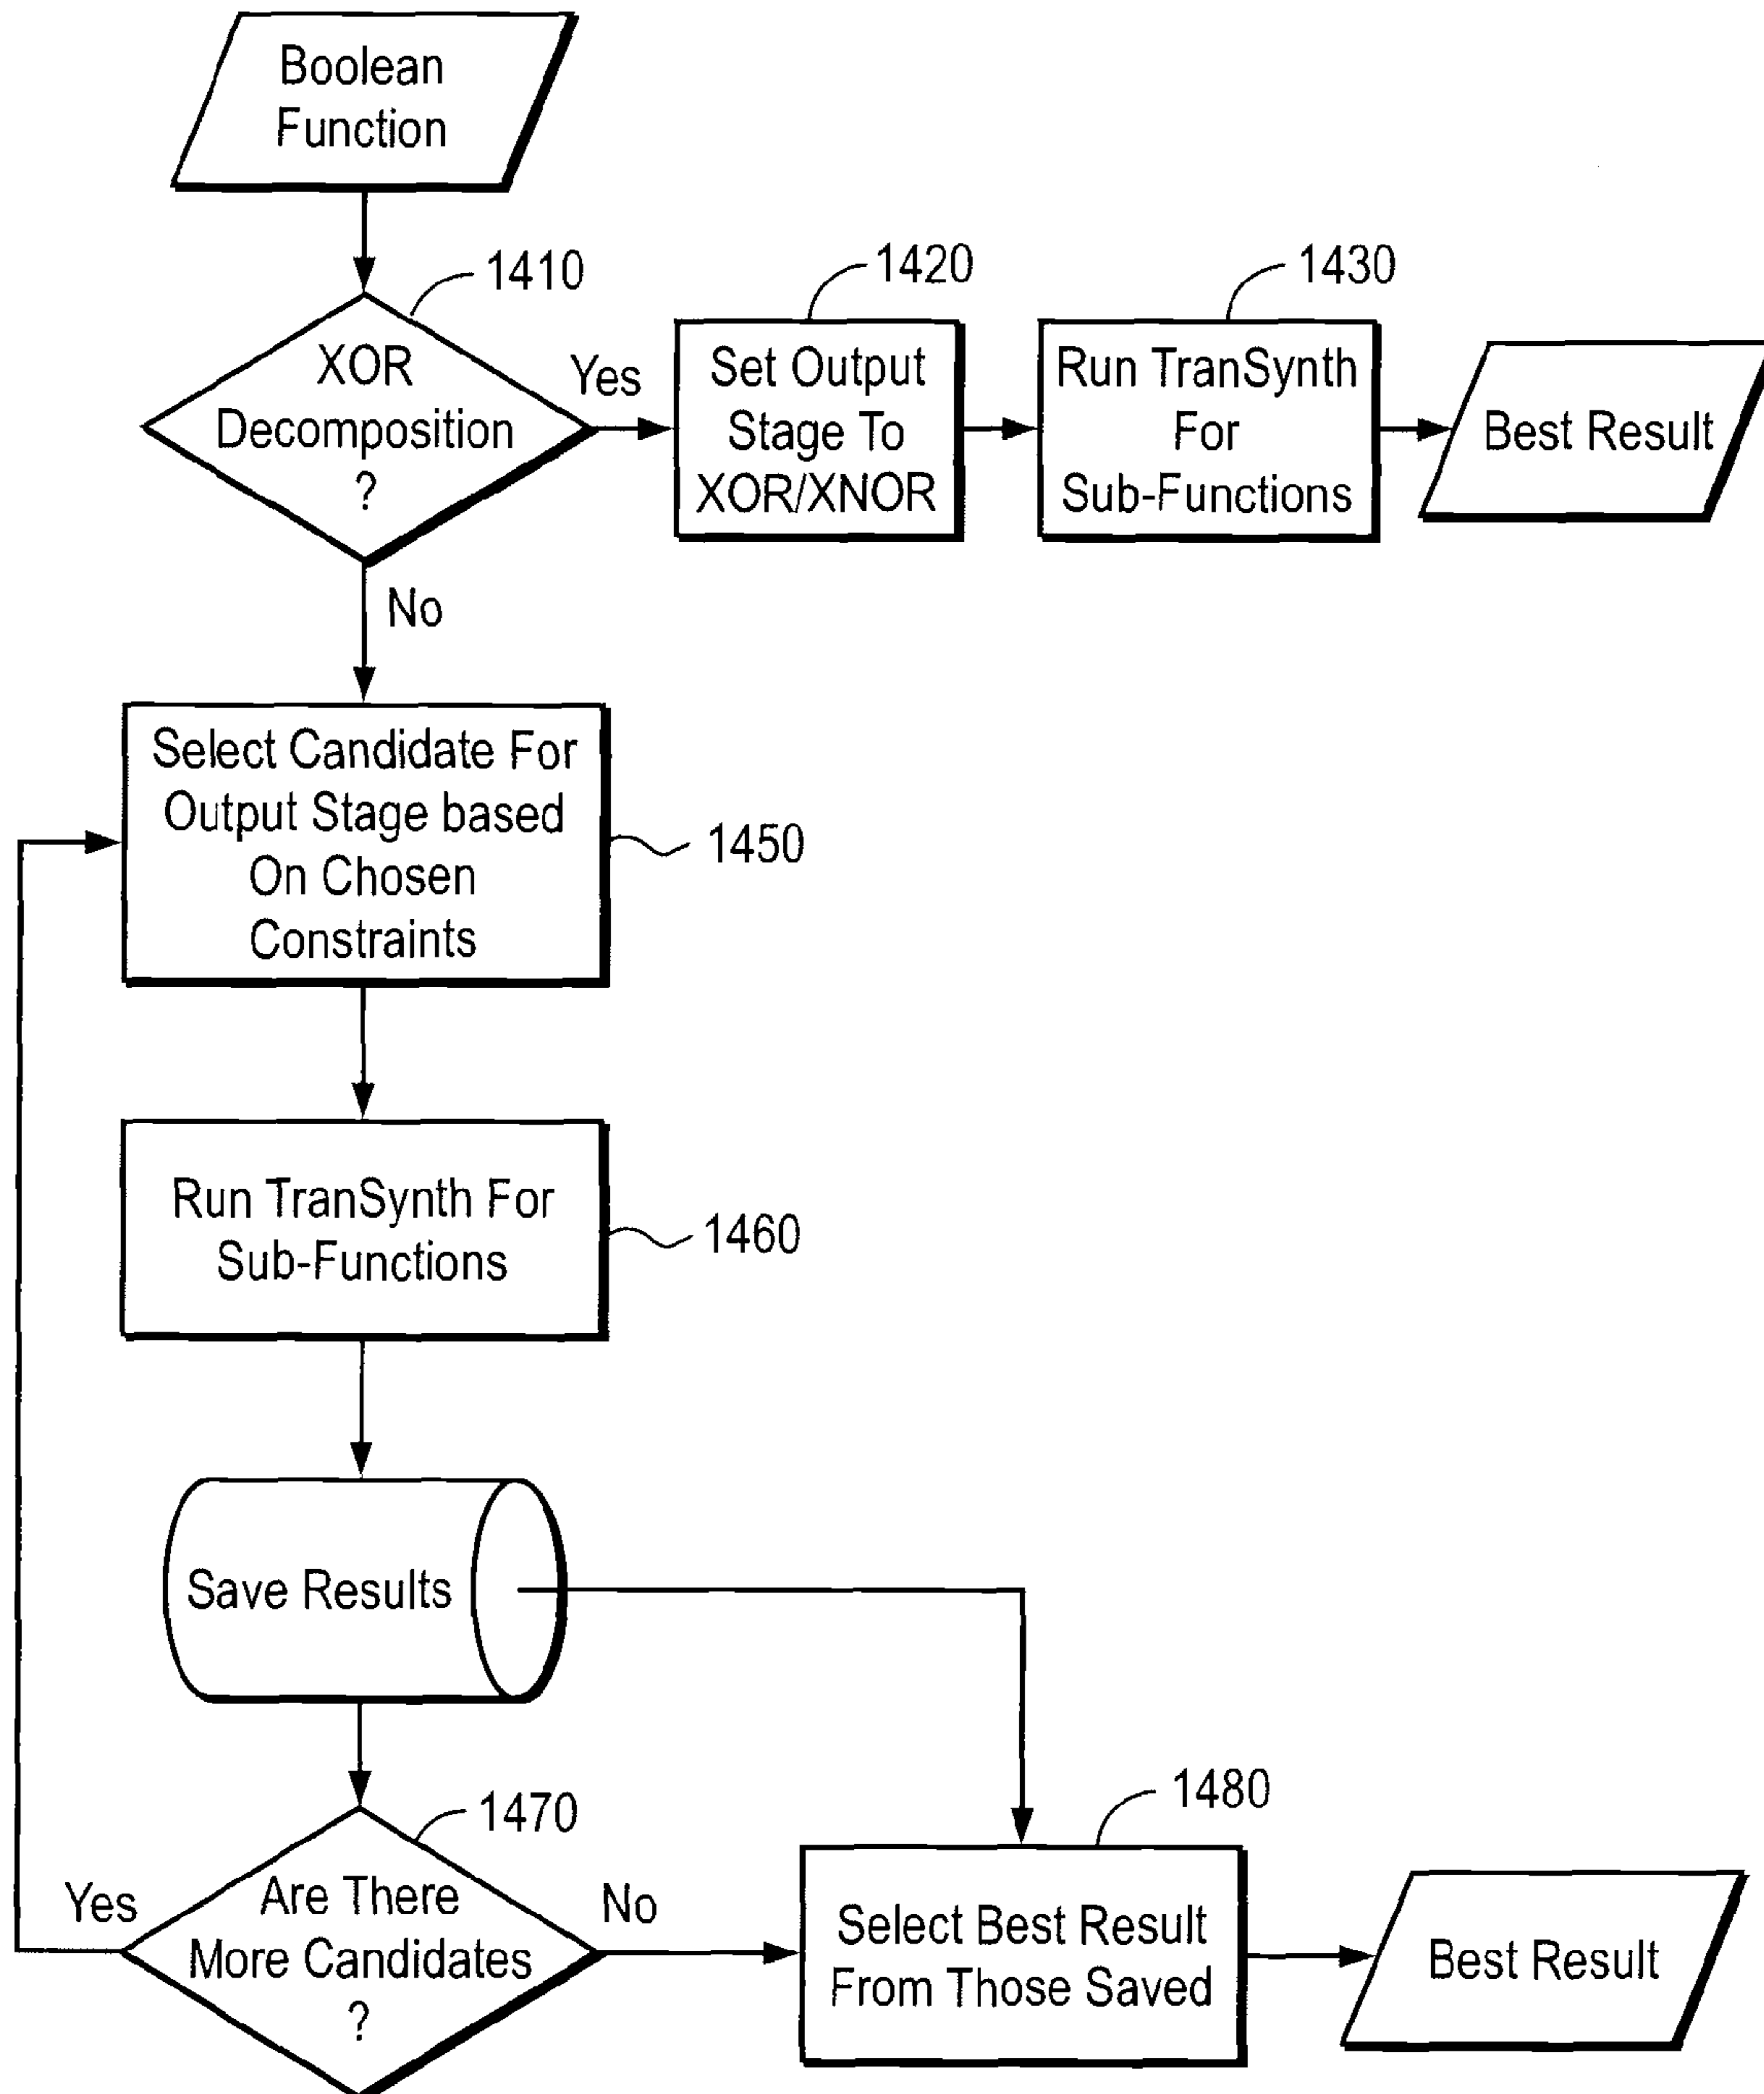 Boolean
Function
1410
XOR
Decomposition
?
Yes
1420
Set Output
Stage To
XOR/XNOR
1430
Run TranSynth
For
Sub-Functions
Best Result
No
Select Candidate For
Output Stage based
On Chosen
Constraints
1450
Run TranSynth For
Sub-Functions
1460
Save Results
1470
Are There
More Candidates
?
Yes
No
1480
Select Best Result
From Those Saved
Best Result